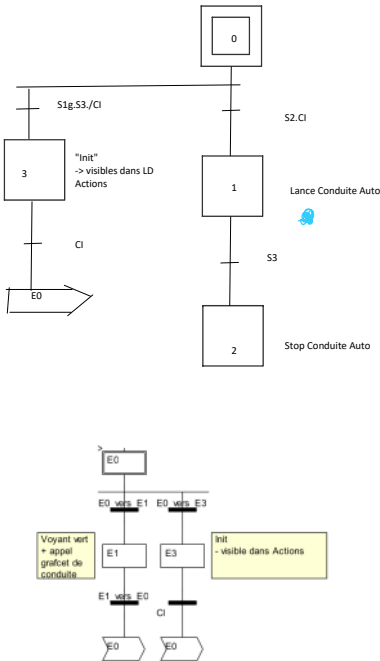 0
S1g.S3./CI
S2.CI
3
"Init"
-> visibles dans LD
Actions
1
Lance Conduite Auto
CI
S3
E0
2
Stop Conduite Auto
>
E0
E0 vers E1
E0 vers E3
Voyant vert
+ appel
grafcet de
conduite
E1
E3
Init
- visible dans Actions
E1 vers E0
CI
E0
E0